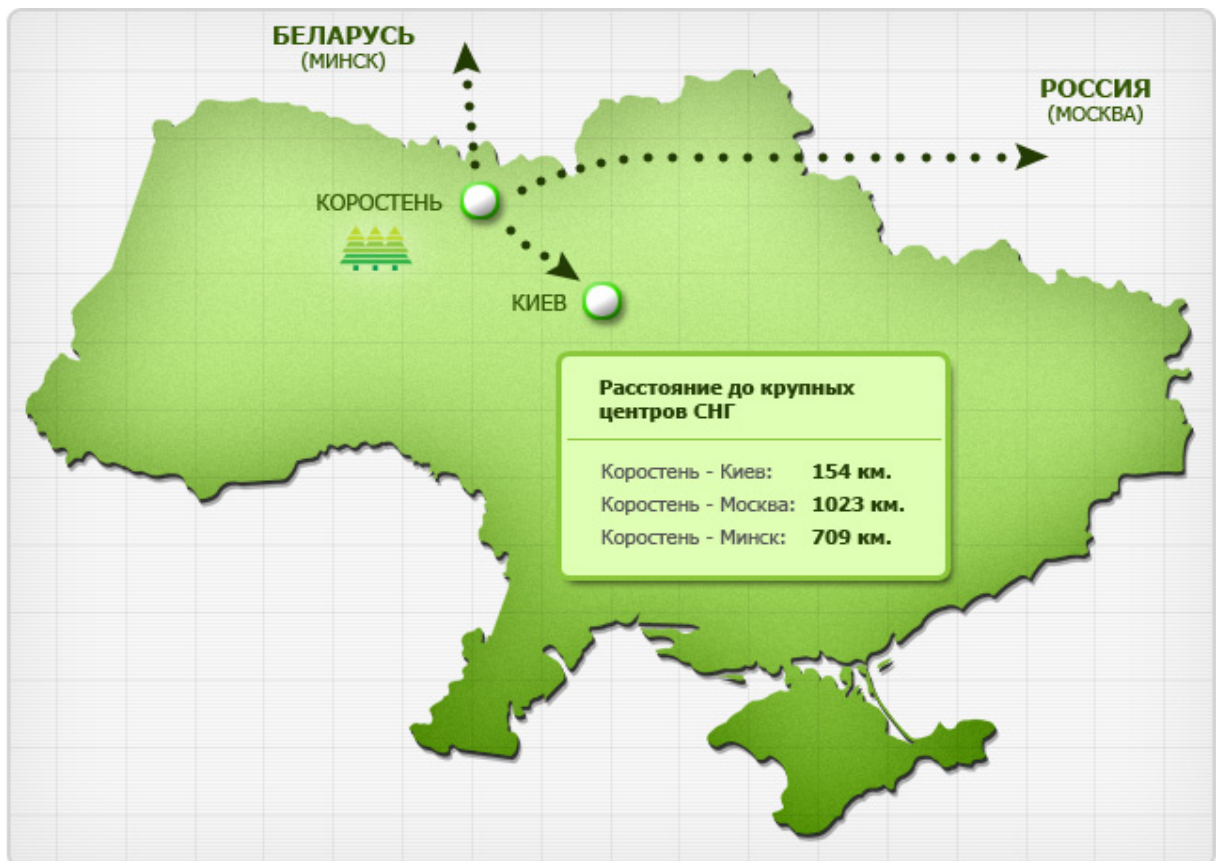 БЕЛАРУСЬ
(МИНСК)
РОССИЯ
(МОСКВА)
КОРОСТЕНЬ
КИЕВ
Расстояние до крупных
центров СНГ
Коростень - Киев: 154 км.
Коростень - Москва: 1023 км.
Коростень - Минск: 709 км.